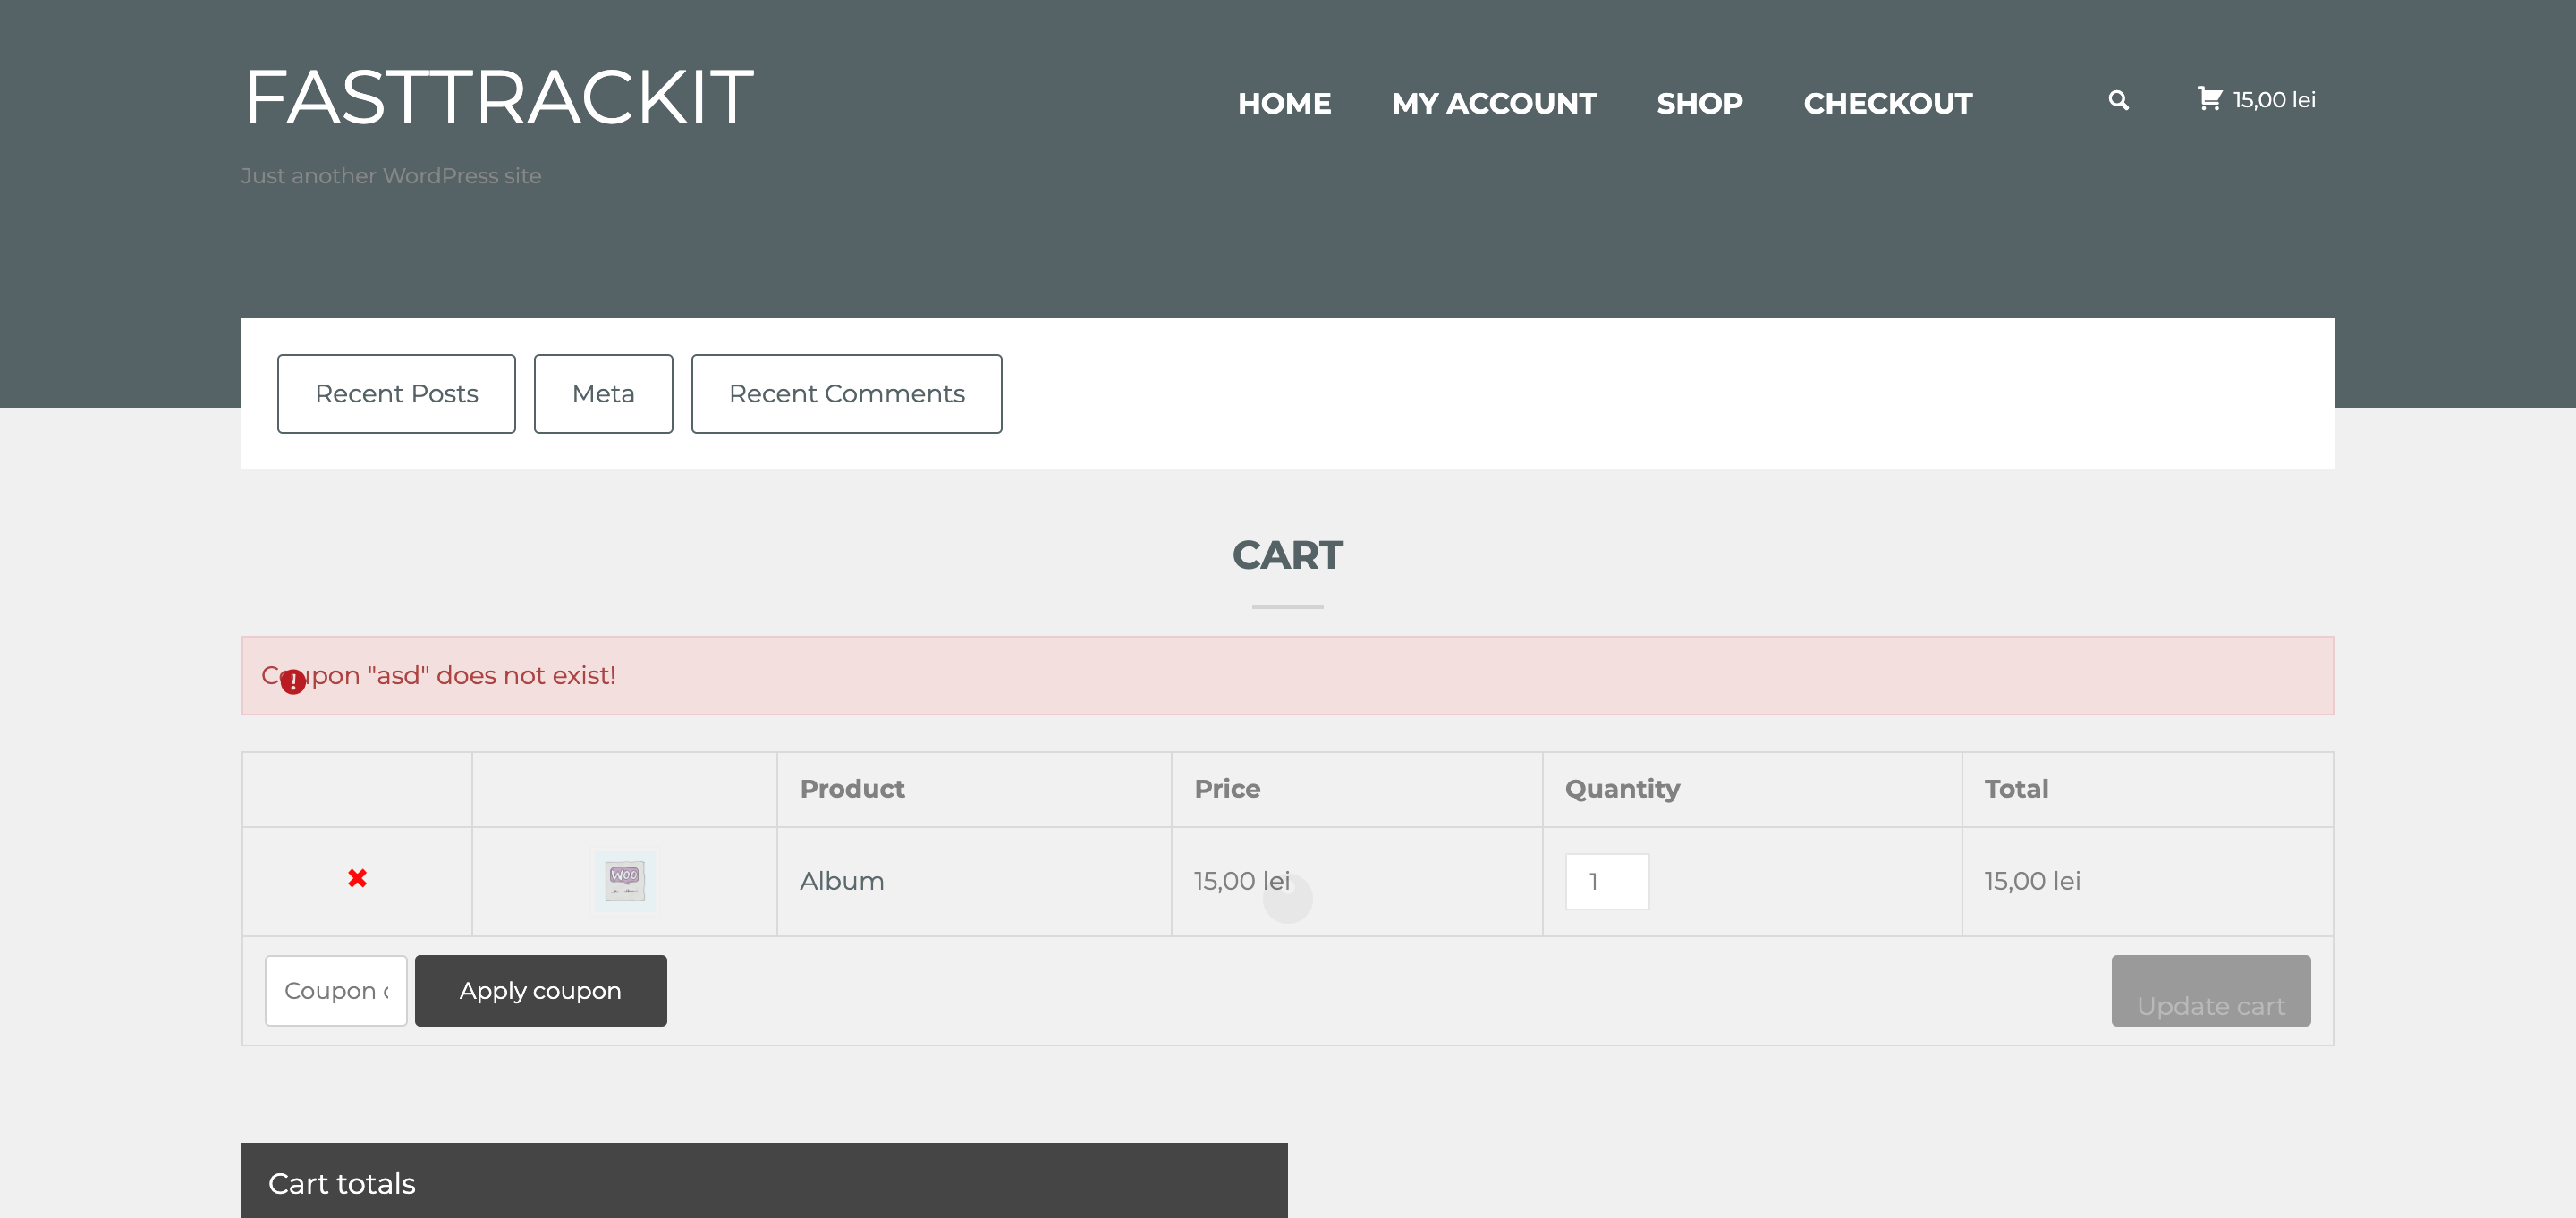 FASTTRACKIT
HOME MY ACCOUNT SHOP CHECKOUT 15,00 lei
Just another WordPress site
Recent Posts Meta Recent Comments
CART
Coupon "asd" does not exist!
Product Price Quantity Total
WOO
Album 15,00 lei 1 15,00 lei
Coupon c Apply coupon Update cart
Cart totals